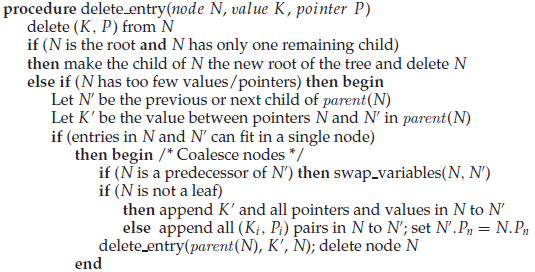 procedure delete_entry(node N, value K, pointer P)
delete (K, P) from N
if (N is the root and N has only one remaining child)
then make the child of N the new root of the tree and delete N
else if (N has too few values/pointers) then begin
Let N′ be the previous or next child of parent(N)
Let K′ be the value between pointers N and N′ in parent(N)
if (entries in N and N′ can fit in a single node)
then begin /* Coalesce nodes */
if (N is a predecessor of N′) then swap_variables(N, N′)
if (N is not a leaf)
then append K′ and all pointers and values in N to N′
else append all (Kᵢ, Pᵢ) pairs in N to N′; set N′.Pₙ = N.Pₙ
delete_entry(parent(N), K′, N); delete node N
end